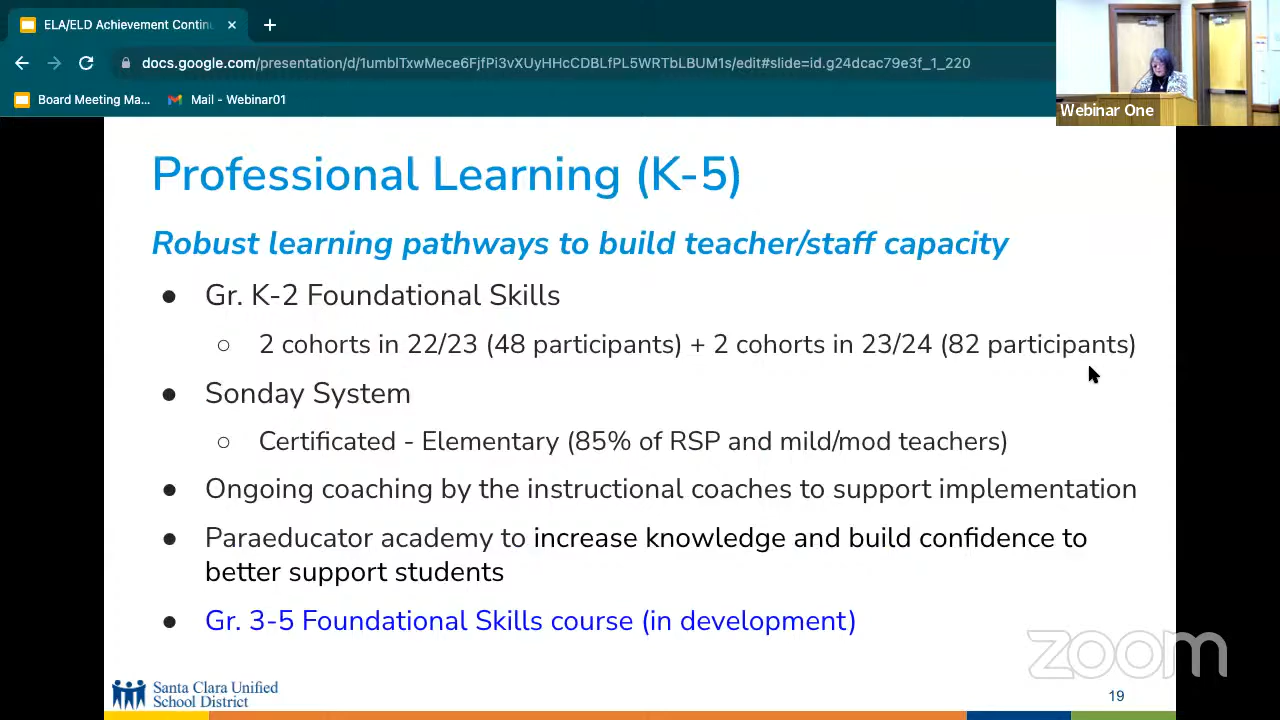 ELA/ELD Achievement Contin
docs.google.com/presentation/d/1umbITxwMece6FjfPi3vXUyHHcCDBLfPL5WRTbLBUM1s/edit#slide=id.g24dcac79e3f_1_220
Board Meeting Ma...
Mail - Webinar01
Webinar One
Professional Learning (K-5)
Robust learning pathways to build teacher/staff capacity
● Gr. K-2 Foundational Skills
○ 2 cohorts in 22/23 (48 participants) + 2 cohorts in 23/24 (82 participants)
● Sonday System
○ Certificated - Elementary (85% of RSP and mild/mod teachers)
● Ongoing coaching by the instructional coaches to support implementation
● Paraeducator academy to increase knowledge and build confidence to
better support students
● Gr. 3-5 Foundational Skills course (in development)
zoom
Santa Clara Unified
School District
19